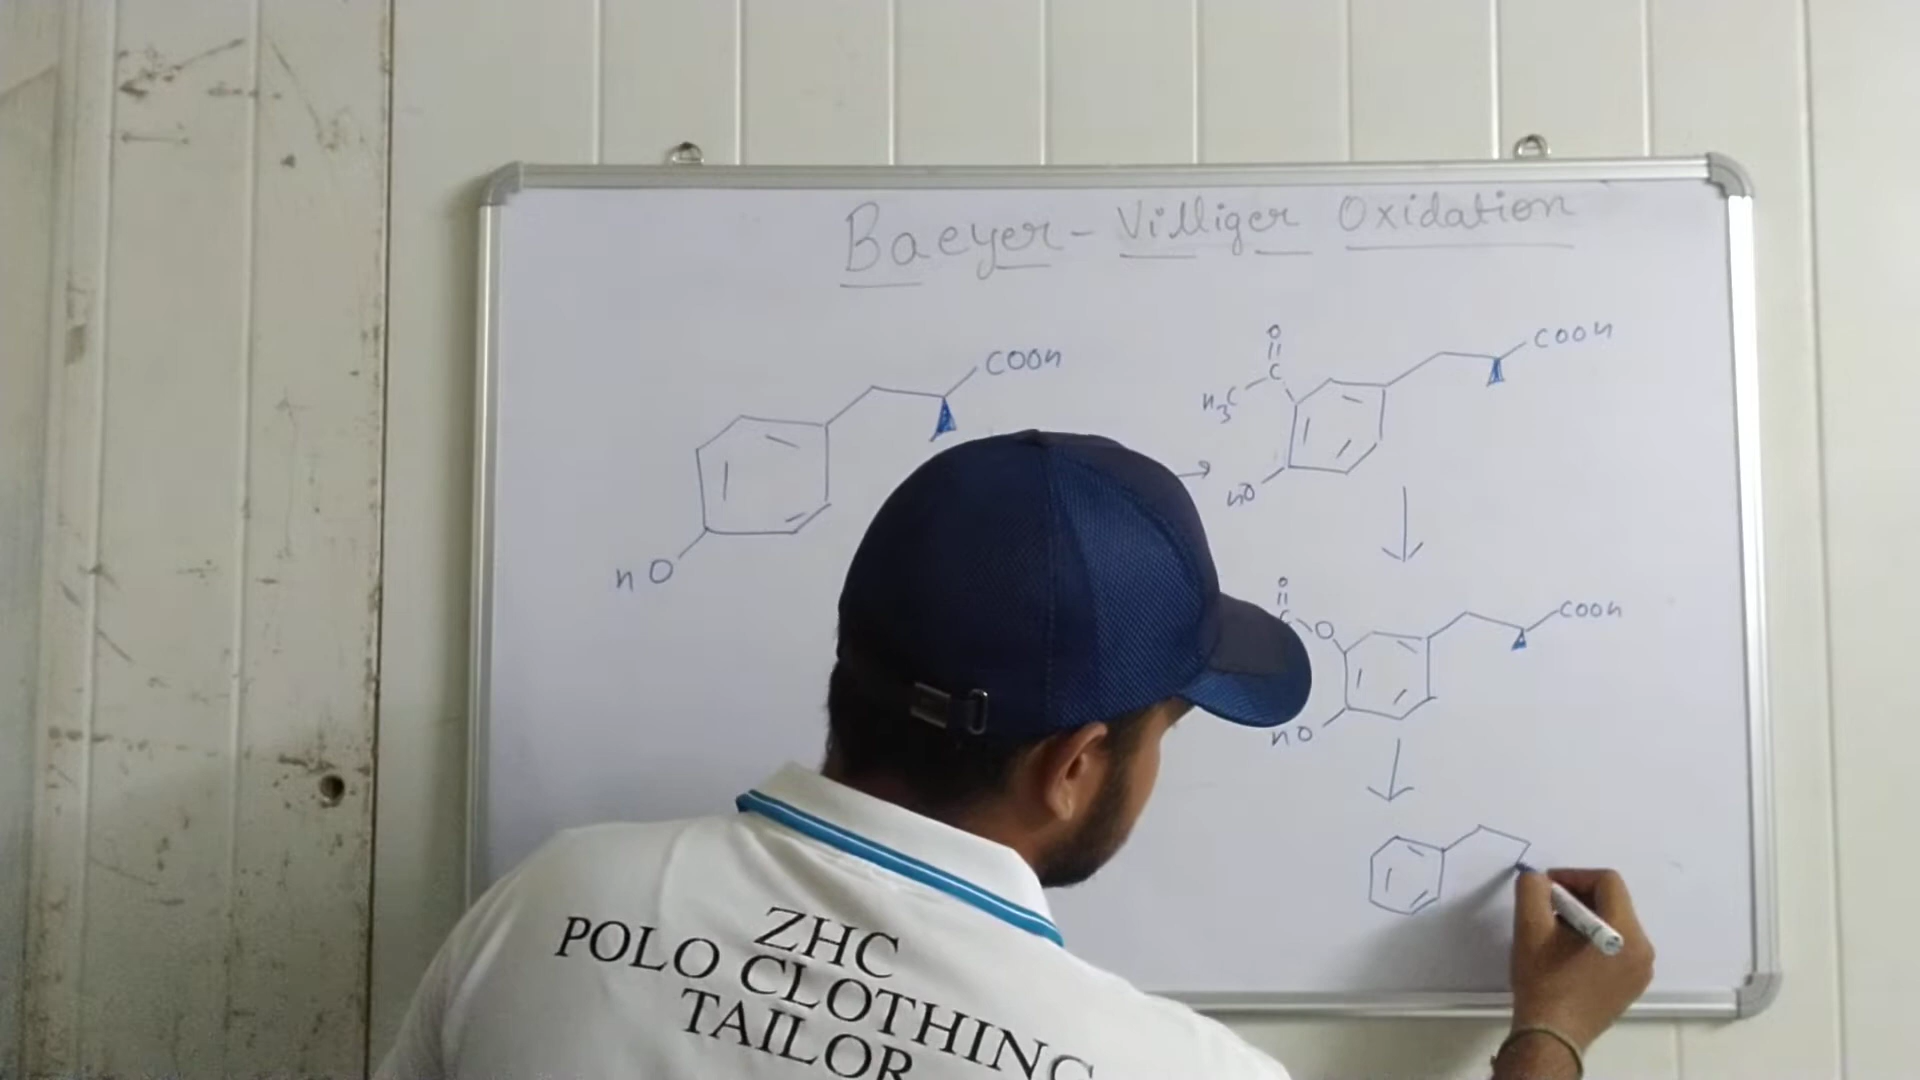 Baeyer-Villiger Oxidation
COOH
HO
O
C
H3C
COOH
HO
O
C
O
COOH
HO
ZHC
POLO CLOTHING
TAILOR